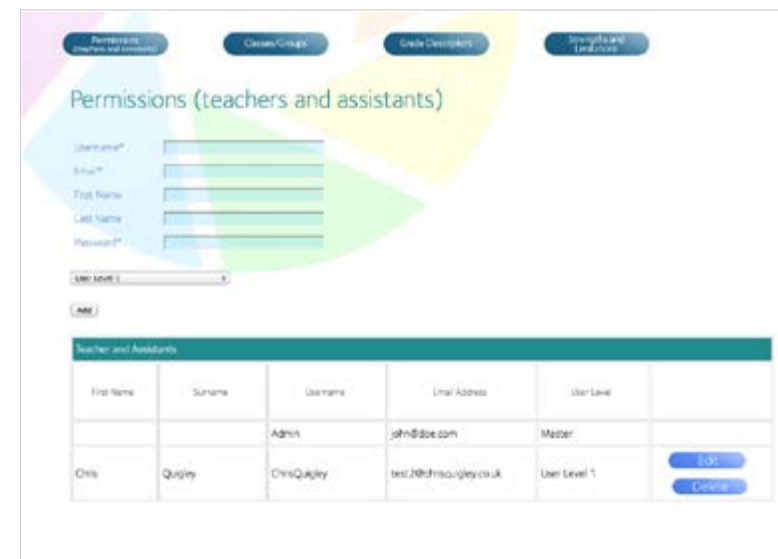 Permissions
(teachers and assistants)
Classes/Groups
Grade Descriptors
Strengths and
Limitations
Permissions (teachers and assistants)
Username*
Email*
First Name
Last Name
Password*
User Level 1
Add
Teacher and Assistants
First Name Surname Username Email Address User Level
Admin john@doe.com Master
Chris Quigley ChrisQuigley test2@chrisquigley.co.uk User Level 1
Edit
Delete